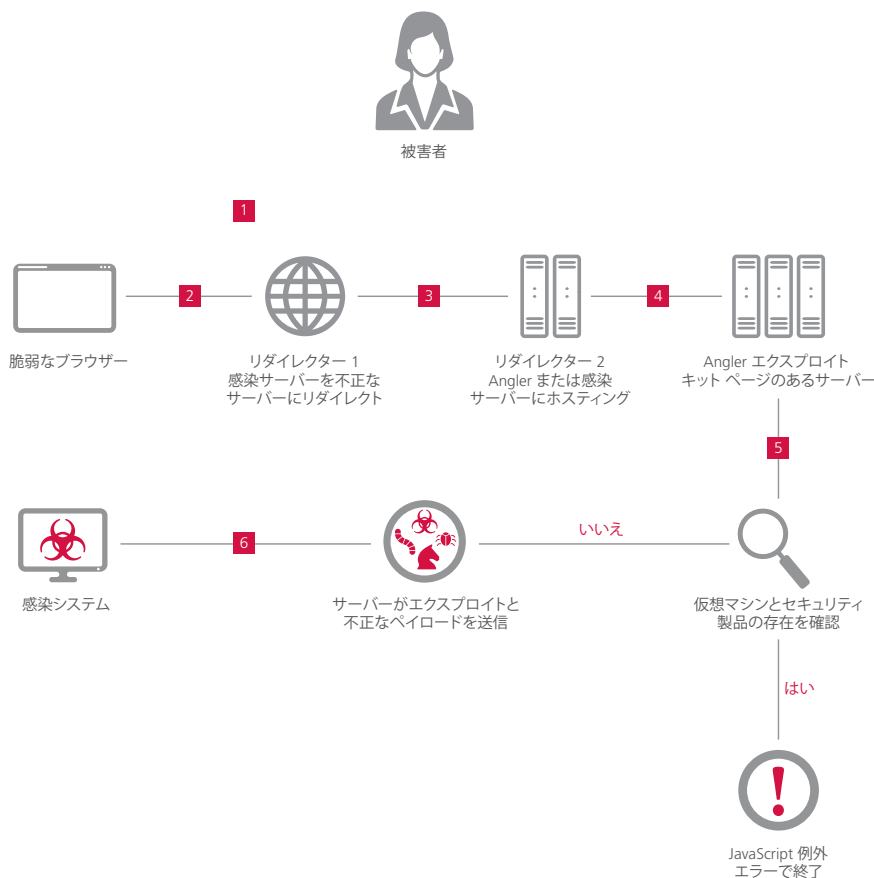 被害者
1
2
3
4
脆弱なブラウザー
リダイレクター 1
感染サーバーを不正な
サーバーにリダイレクト
リダイレクター 2
Angler または感染
サーバーにホスティング
Angler エクスプロイト
キット ページのあるサーバー
5
6
いいえ
感染システム
サーバーがエクスプロイトと
不正なペイロードを送信
仮想マシンとセキュリティ
製品の存在を確認
はい
JavaScript 例外
エラーで終了